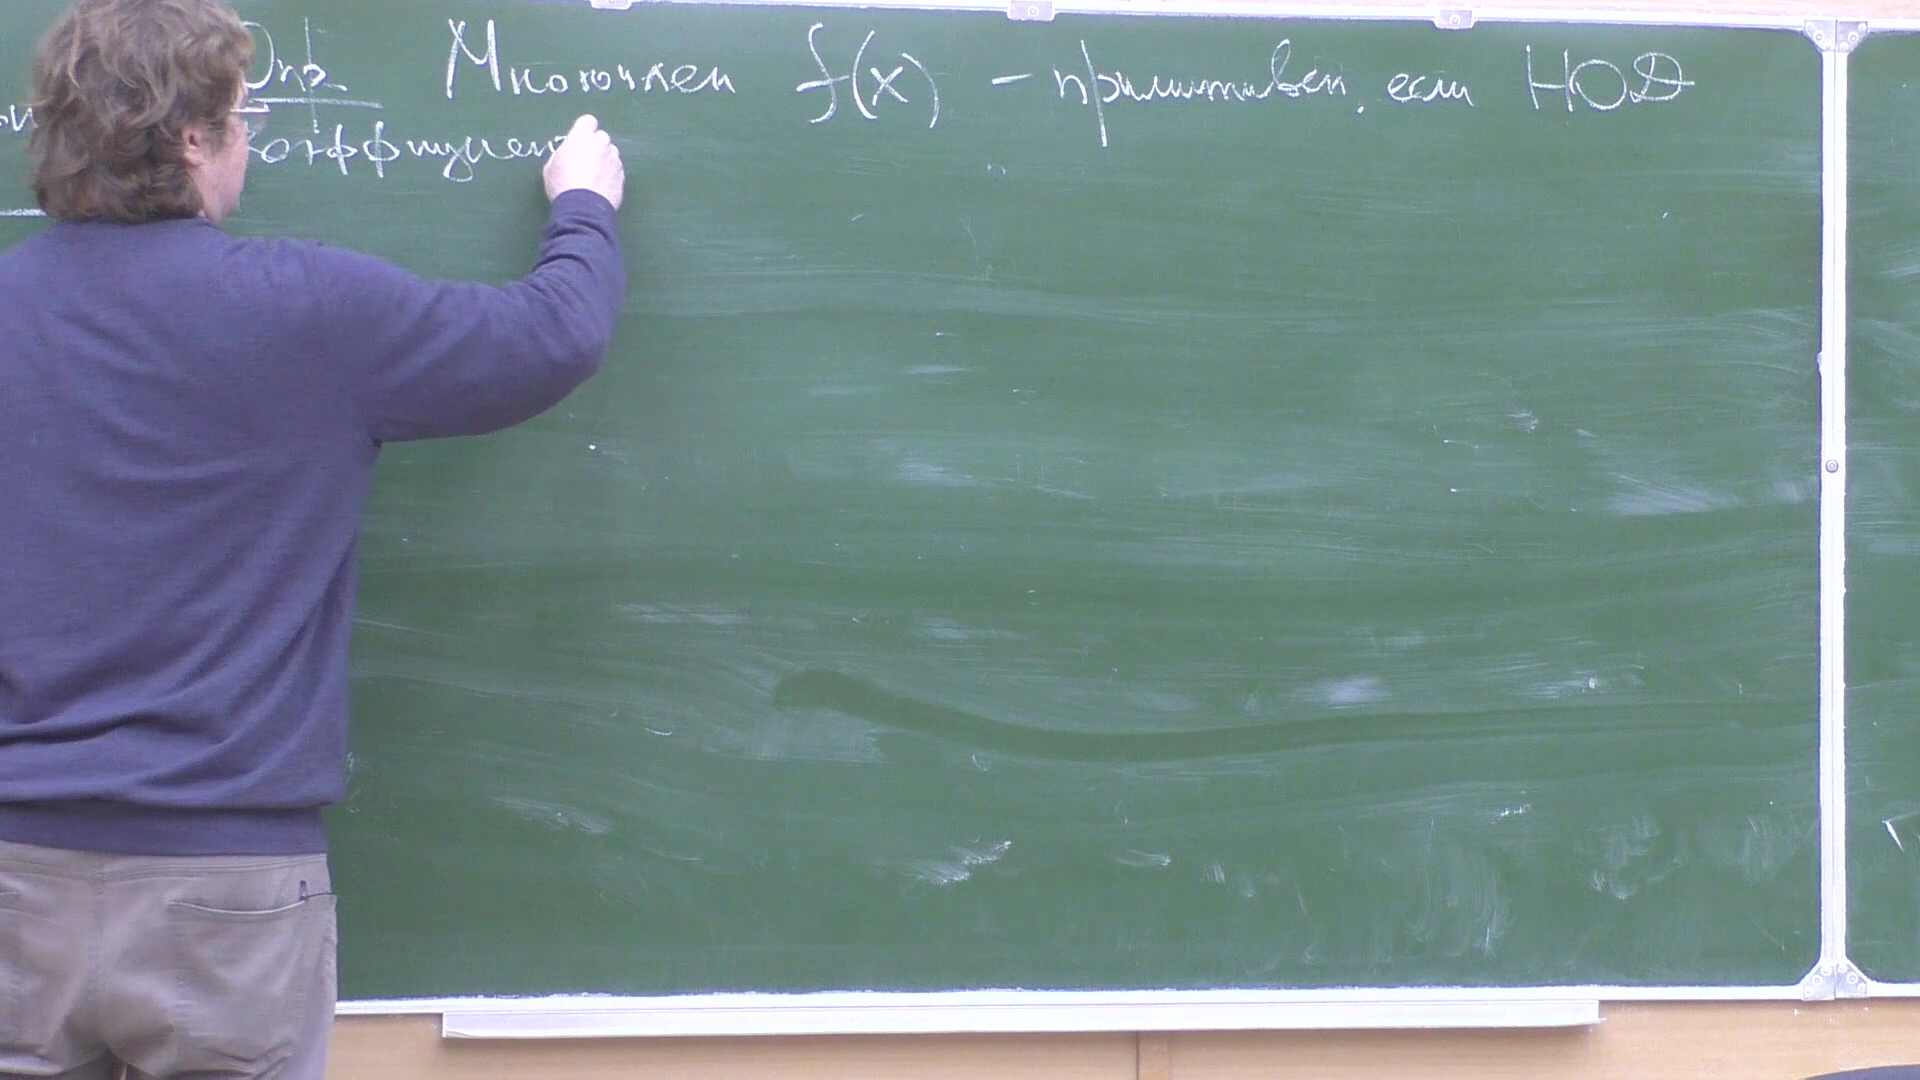 Опр Многочлен f(x) – примитивен, если НОД
коэффициент